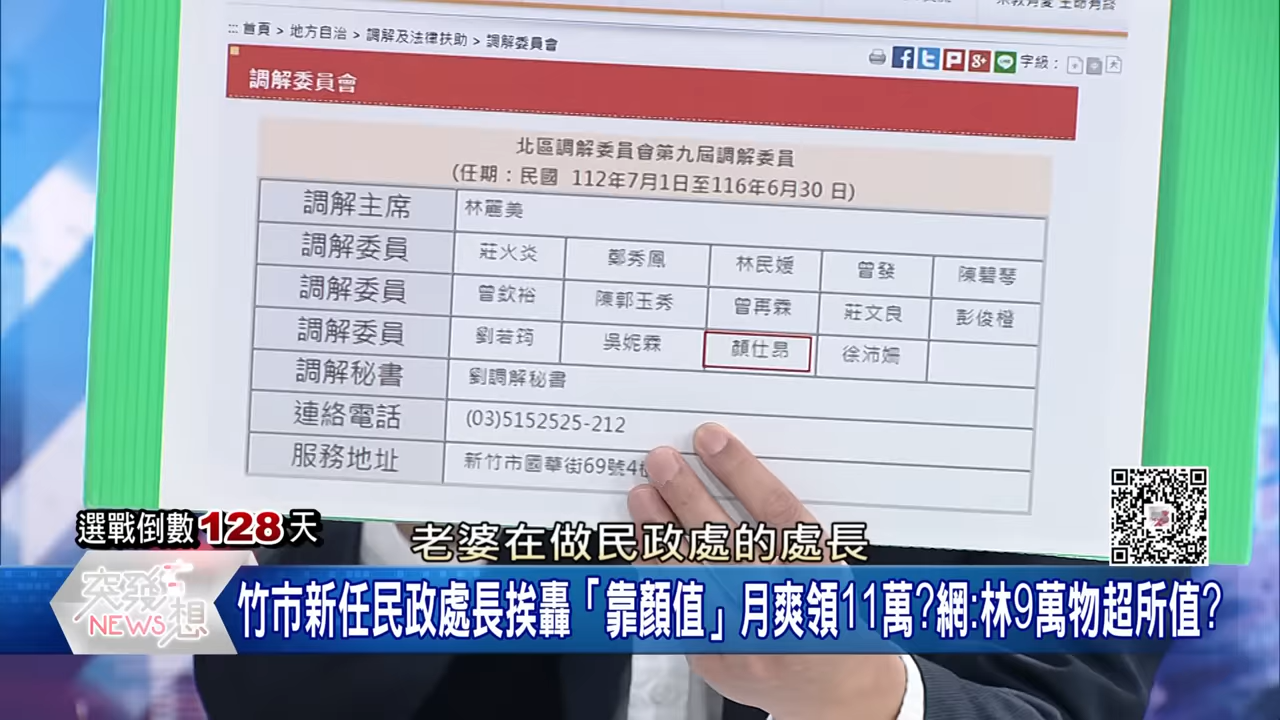 ::: 首頁 > 地方自治 > 調解及法律扶助 > 調解委員會
字級：
調解委員會
北區調解委員會第九屆調解委員
(任期：民國 112年7月1日至116年6月30 日)
調解主席 林麗美
調解委員 莊火炎 鄭秀鳳 林民媛 曾發 陳碧琴
調解委員 曾欽裕 陳郭玉秀 曾再霖 莊文良 彭俊橙
調解委員 劉若筠 吳妮霖 顏仕昂 徐沛姍
調解秘書 劉調解秘書
連絡電話 (03)5152525-212
服務地址 新竹市國華街69號4
選戰倒數128天
老婆在做民政處的處長
突發琪想
NEWS
竹市新任民政處長挨轟「靠顏值」月爽領11萬?網:林9萬物超所值?